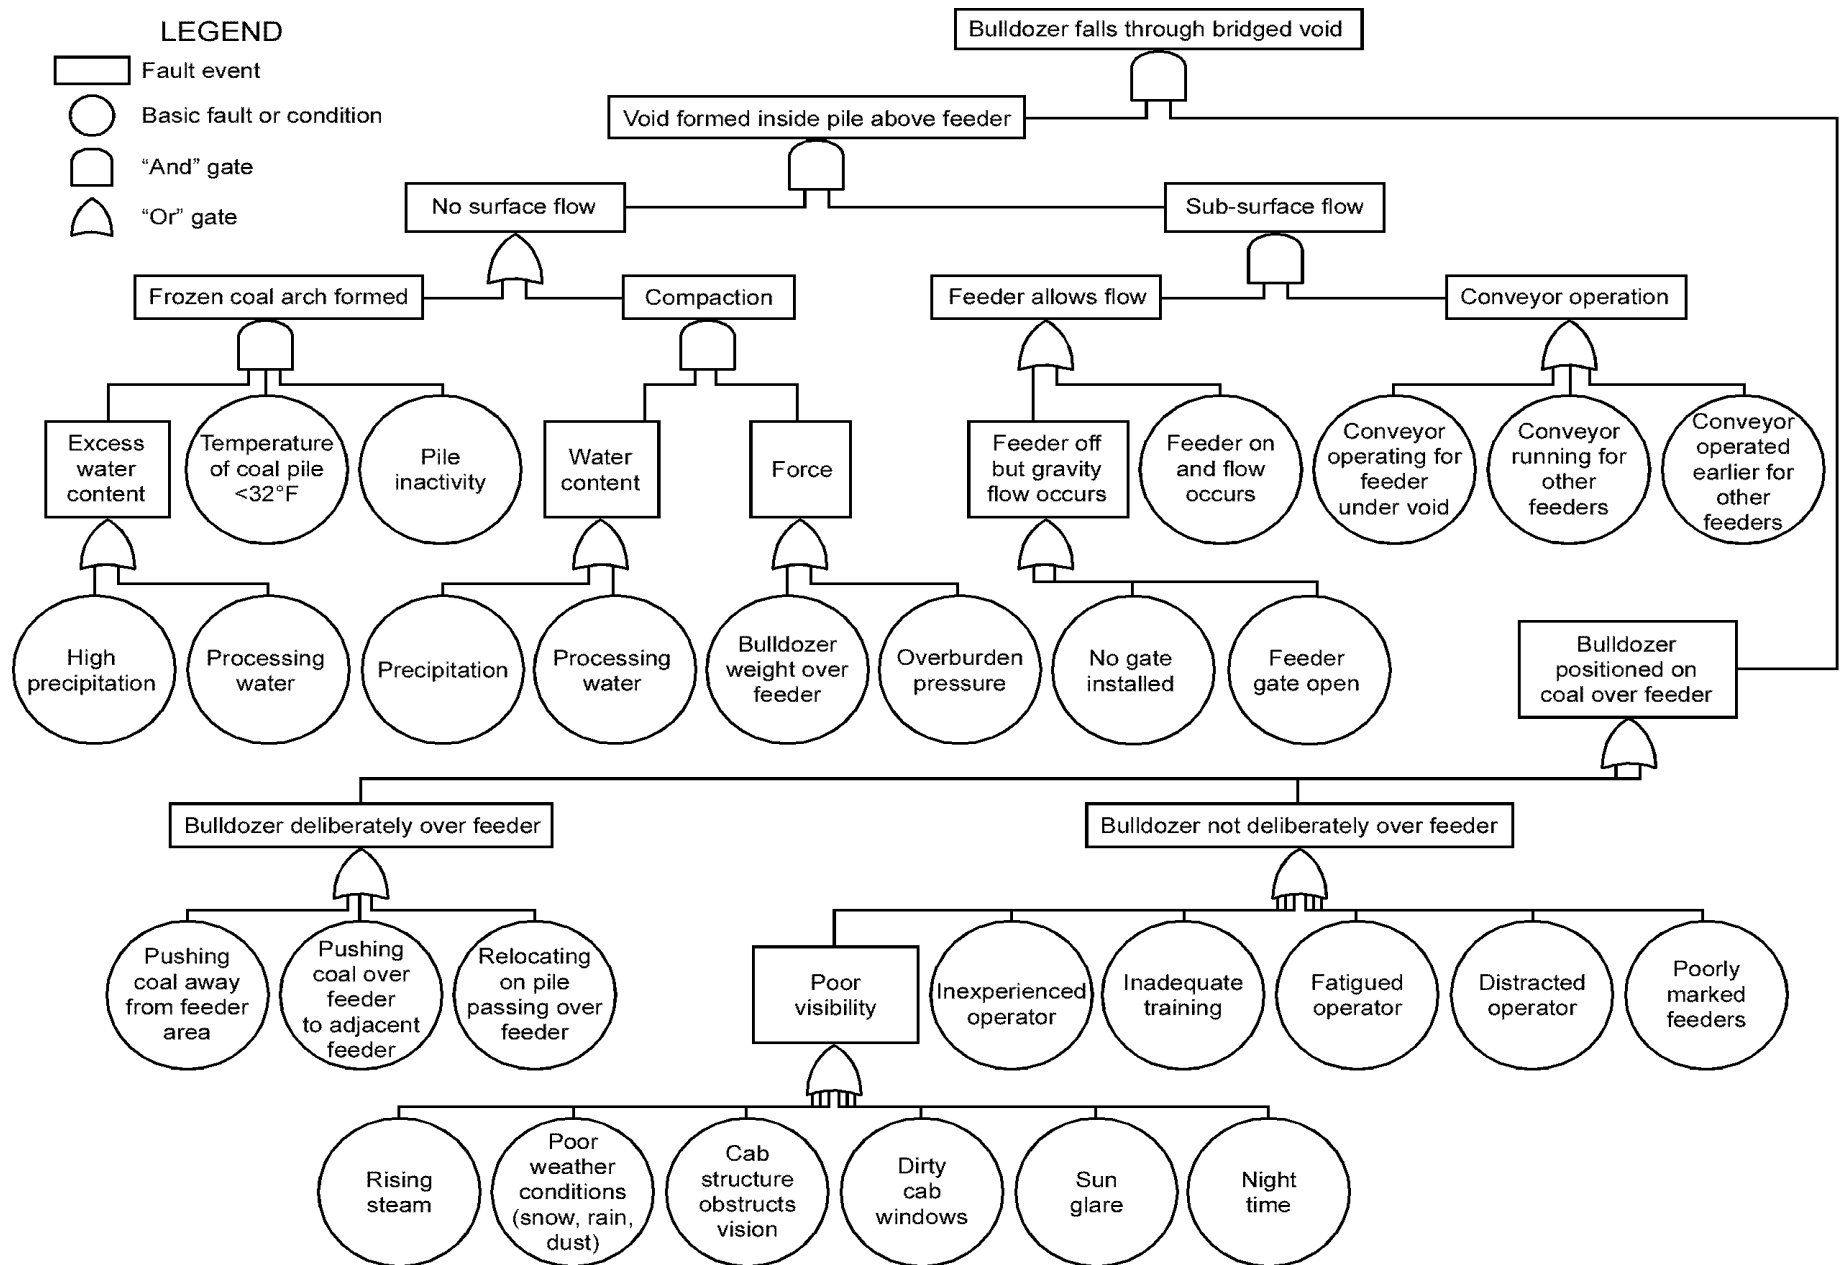 LEGEND
Fault event
Basic fault or condition
“And” gate
“Or” gate
Bulldozer falls through bridged void
Void formed inside pile above feeder
No surface flow
Sub-surface flow
Frozen coal arch formed
Compaction
Feeder allows flow
Conveyor operation
Excess
water
content
Temperature
of coal pile
<32°F
Pile
inactivity
Water
content
Force
Feeder off
but gravity
flow occurs
Feeder on
and flow
occurs
Conveyor
operating for
feeder
under void
Conveyor
running for
other
feeders
Conveyor
operated
earlier for
other
feeders
High
precipitation
Processing
water
Precipitation
Processing
water
Bulldozer
weight over
feeder
Overburden
pressure
No gate
installed
Feeder
gate open
Bulldozer
positioned on
coal over feeder
Bulldozer deliberately over feeder
Bulldozer not deliberately over feeder
Pushing
coal away
from feeder
area
Pushing
coal over
feeder
to adjacent
feeder
Relocating
on pile
passing over
feeder
Poor
visibility
Inexperienced
operator
Inadequate
training
Fatigued
operator
Distracted
operator
Poorly
marked
feeders
Rising
steam
Poor
weather
conditions
(snow, rain,
dust)
Cab
structure
obstructs
vision
Dirty
cab
windows
Sun
glare
Night
time